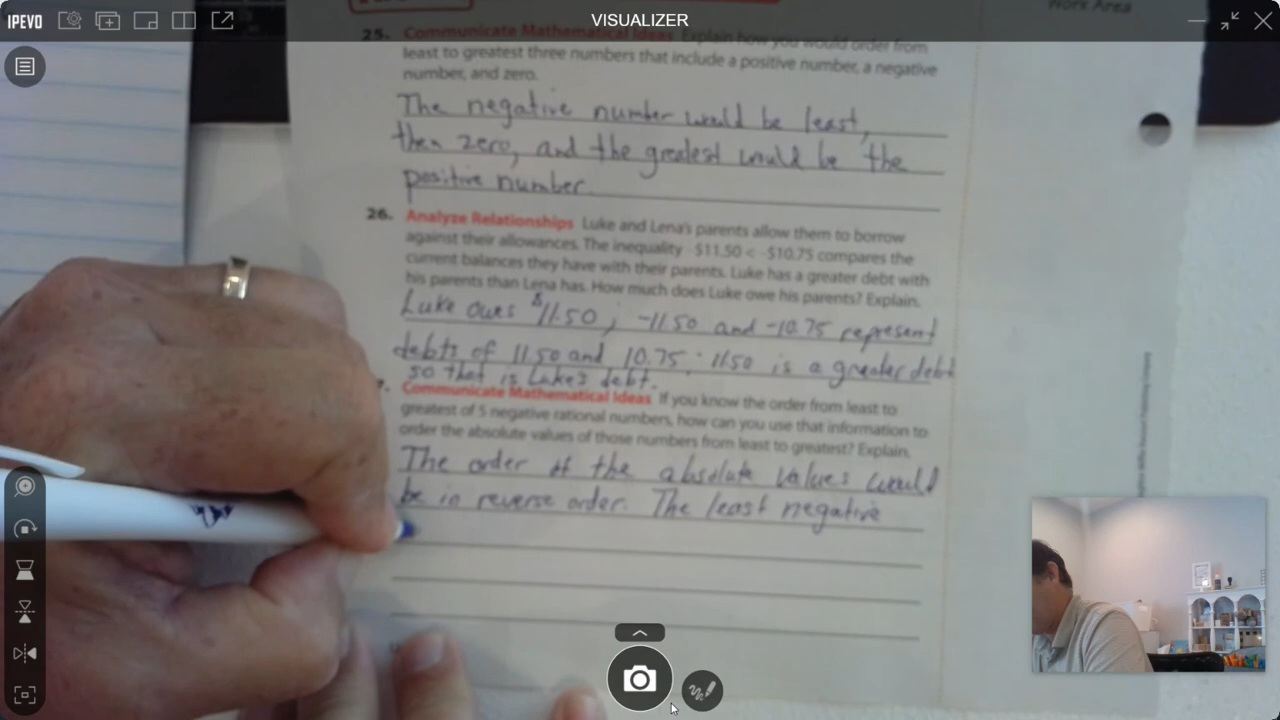 IPEVO
VISUALIZER
Work Area
25. Communicate Mathematical Ideas Explain how you would order from
least to greatest three numbers that include a positive number, a negative
number, and zero.
The negative number would be least,
then zero, and the greatest would be the
positive number.
26. Analyze Relationships Luke and Lena's parents allow them to borrow
against their allowances. The inequality -$11.50 < -$10.75 compares the
current balances they have with their parents. Luke has a greater debt with
his parents than Lena has. How much does Luke owe his parents? Explain.
Luke owes $11.50; -11.50 and -10.75 represent
debts of 11.50 and 10.75. 11.50 is a greater debt
so that is Luke's debt.
7. Communicate Mathematical Ideas If you know the order from least to
greatest of 5 negative rational numbers, how can you use that information to
order the absolute values of those numbers from least to greatest? Explain.
The order of the absolute values would
be in reverse order. The least negative